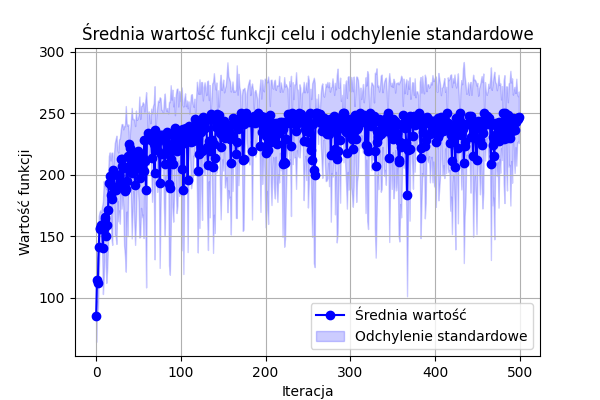 Średnia wartość funkcji celu i odchylenie standardowe
300
250
200
150
100
Wartość funkcji
0
100
200
300
400
500
Iteracja
Średnia wartość
Odchylenie standardowe